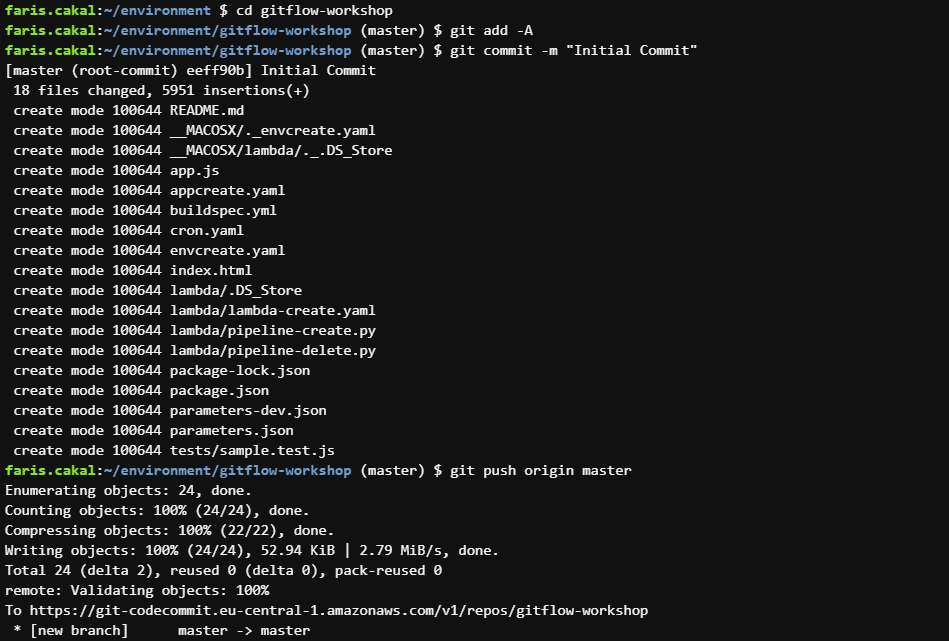 faris.cakal:~/environment $ cd gitflow-workshop
faris.cakal:~/environment/gitflow-workshop (master) $ git add -A
faris.cakal:~/environment/gitflow-workshop (master) $ git commit -m "Initial Commit"
[master (root-commit) eeff90b] Initial Commit
 18 files changed, 5951 insertions(+)
 create mode 100644 README.md
 create mode 100644 __MACOSX/._envcreate.yaml
 create mode 100644 __MACOSX/lambda/._.DS_Store
 create mode 100644 app.js
 create mode 100644 appcreate.yaml
 create mode 100644 buildspec.yml
 create mode 100644 cron.yaml
 create mode 100644 envcreate.yaml
 create mode 100644 index.html
 create mode 100644 lambda/.DS_Store
 create mode 100644 lambda/lambda-create.yaml
 create mode 100644 lambda/pipeline-create.py
 create mode 100644 lambda/pipeline-delete.py
 create mode 100644 package-lock.json
 create mode 100644 package.json
 create mode 100644 parameters-dev.json
 create mode 100644 parameters.json
 create mode 100644 tests/sample.test.js
faris.cakal:~/environment/gitflow-workshop (master) $ git push origin master
Enumerating objects: 24, done.
Counting objects: 100% (24/24), done.
Compressing objects: 100% (22/22), done.
Writing objects: 100% (24/24), 52.94 KiB | 2.79 MiB/s, done.
Total 24 (delta 2), reused 0 (delta 0), pack-reused 0
remote: Validating objects: 100%
To https://git-codecommit.eu-central-1.amazonaws.com/v1/repos/gitflow-workshop
 * [new branch]      master -> master